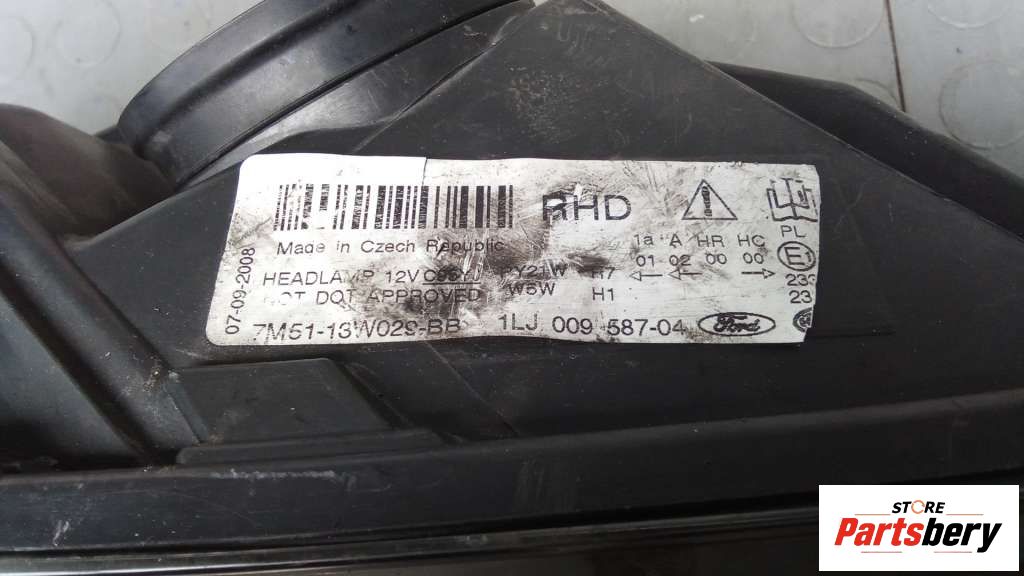 RHD
Made in Czech Republic
07-09-2008
HEADLAMP 12V PY21W H7
NOT DOT APPROVED W5W H1
1a A HR HC
01 02 00 00
PL
E1
7M51-13W029-BB 1LJ 009 587-04 Ford
STORE
Partsbery